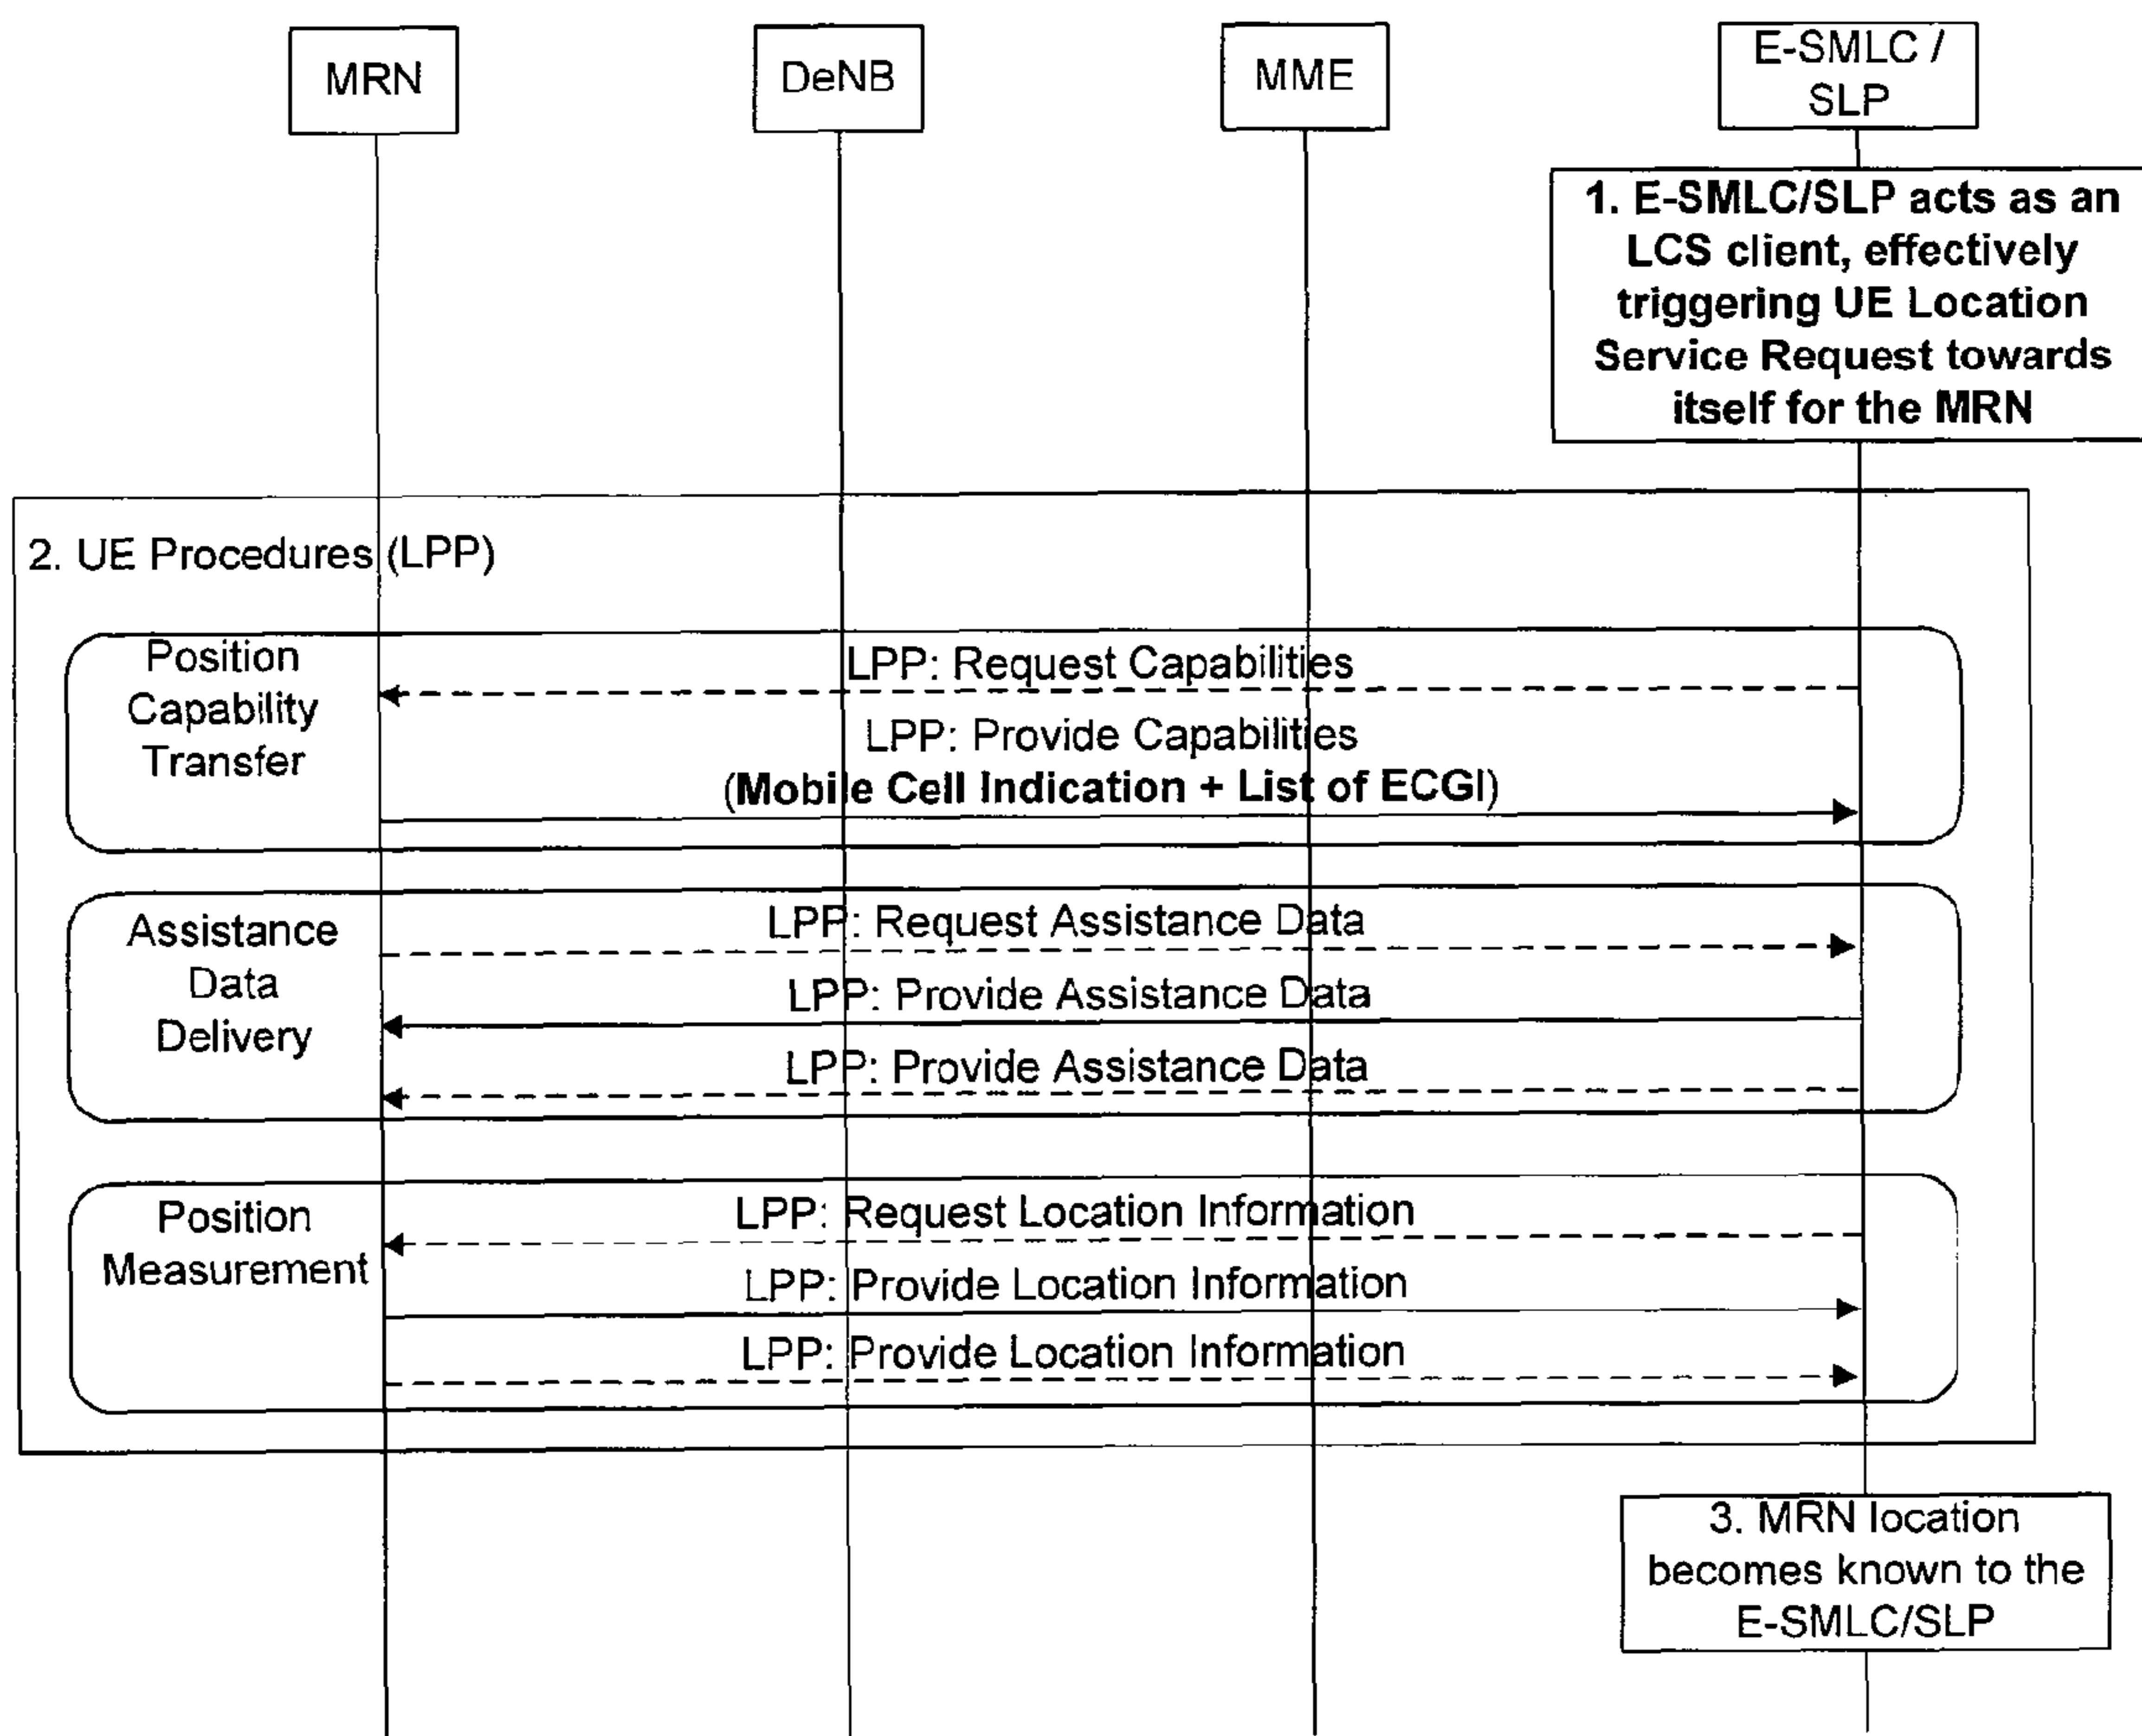 MRN
DeNB
MME
E-SMLC /
SLP
1. E-SMLC/SLP acts as an
LCS client, effectively
triggering UE Location
Service Request towards
itself for the MRN
2. UE Procedures (LPP)
Position
Capability
Transfer
LPP: Request Capabilities
LPP: Provide Capabilities
(Mobile Cell Indication + List of ECGI)
Assistance
Data
Delivery
LPP: Request Assistance Data
LPP: Provide Assistance Data
LPP: Provide Assistance Data
Position
Measurement
LPP: Request Location Information
LPP: Provide Location Information
LPP: Provide Location Information
3. MRN location
becomes known to the
E-SMLC/SLP